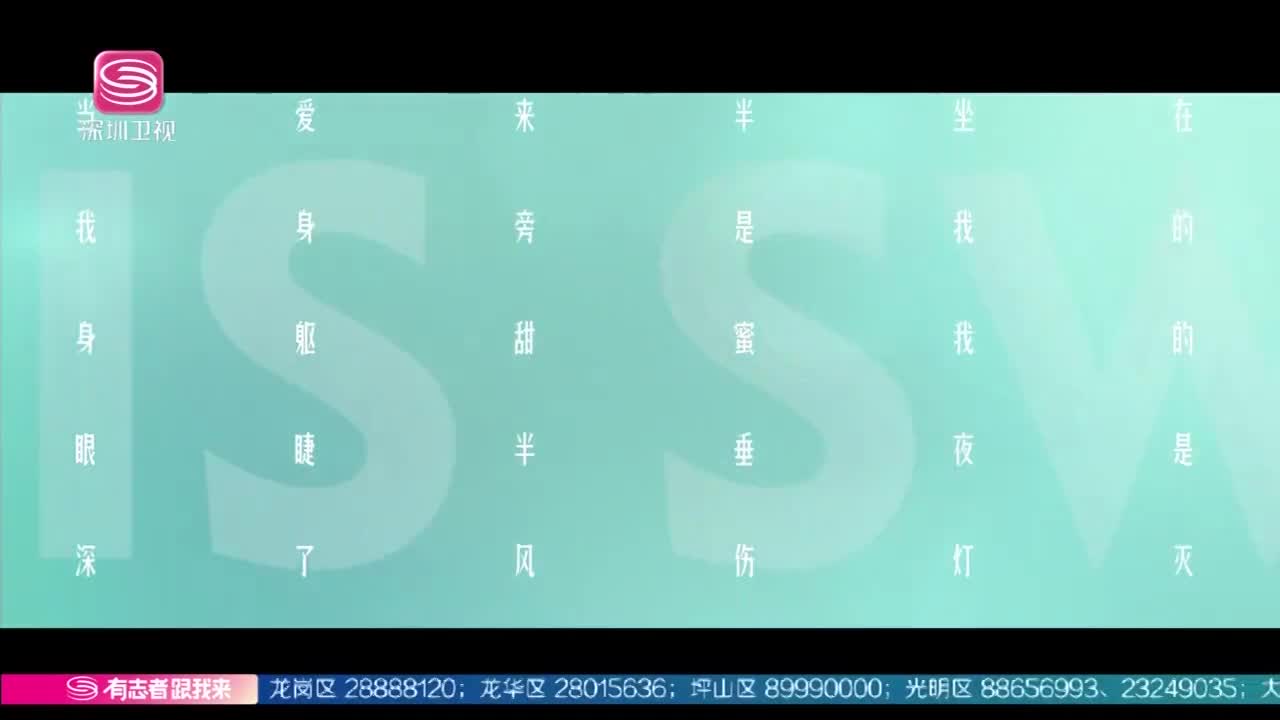 深圳卫视
当爱来半坐在
我身旁是我的
身躯甜蜜我的
眼睫半垂夜是
深了风伤灯灭
IS SW
有志者跟我来
龙岗区 28888120；龙华区 28015636；坪山区 89990000；光明区 88656993、23249035；大